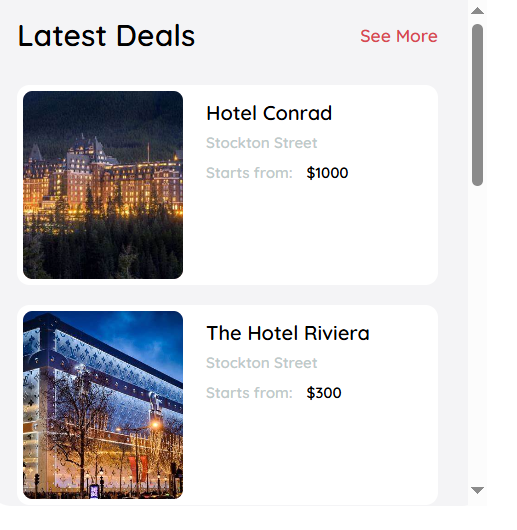 Latest Deals
See More
Hotel Conrad
Stockton Street
Starts from: $1000
The Hotel Riviera
Stockton Street
Starts from: $300